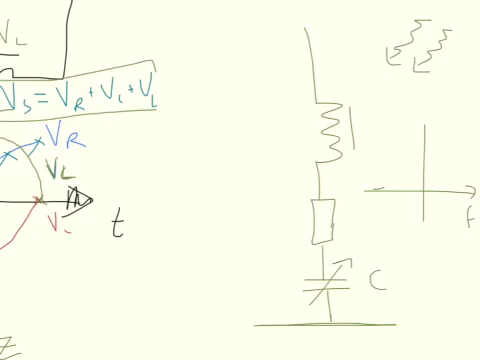 V_L
V_S = V_R + V_C + V_L
V_R
V_L
V_C
t
C
f